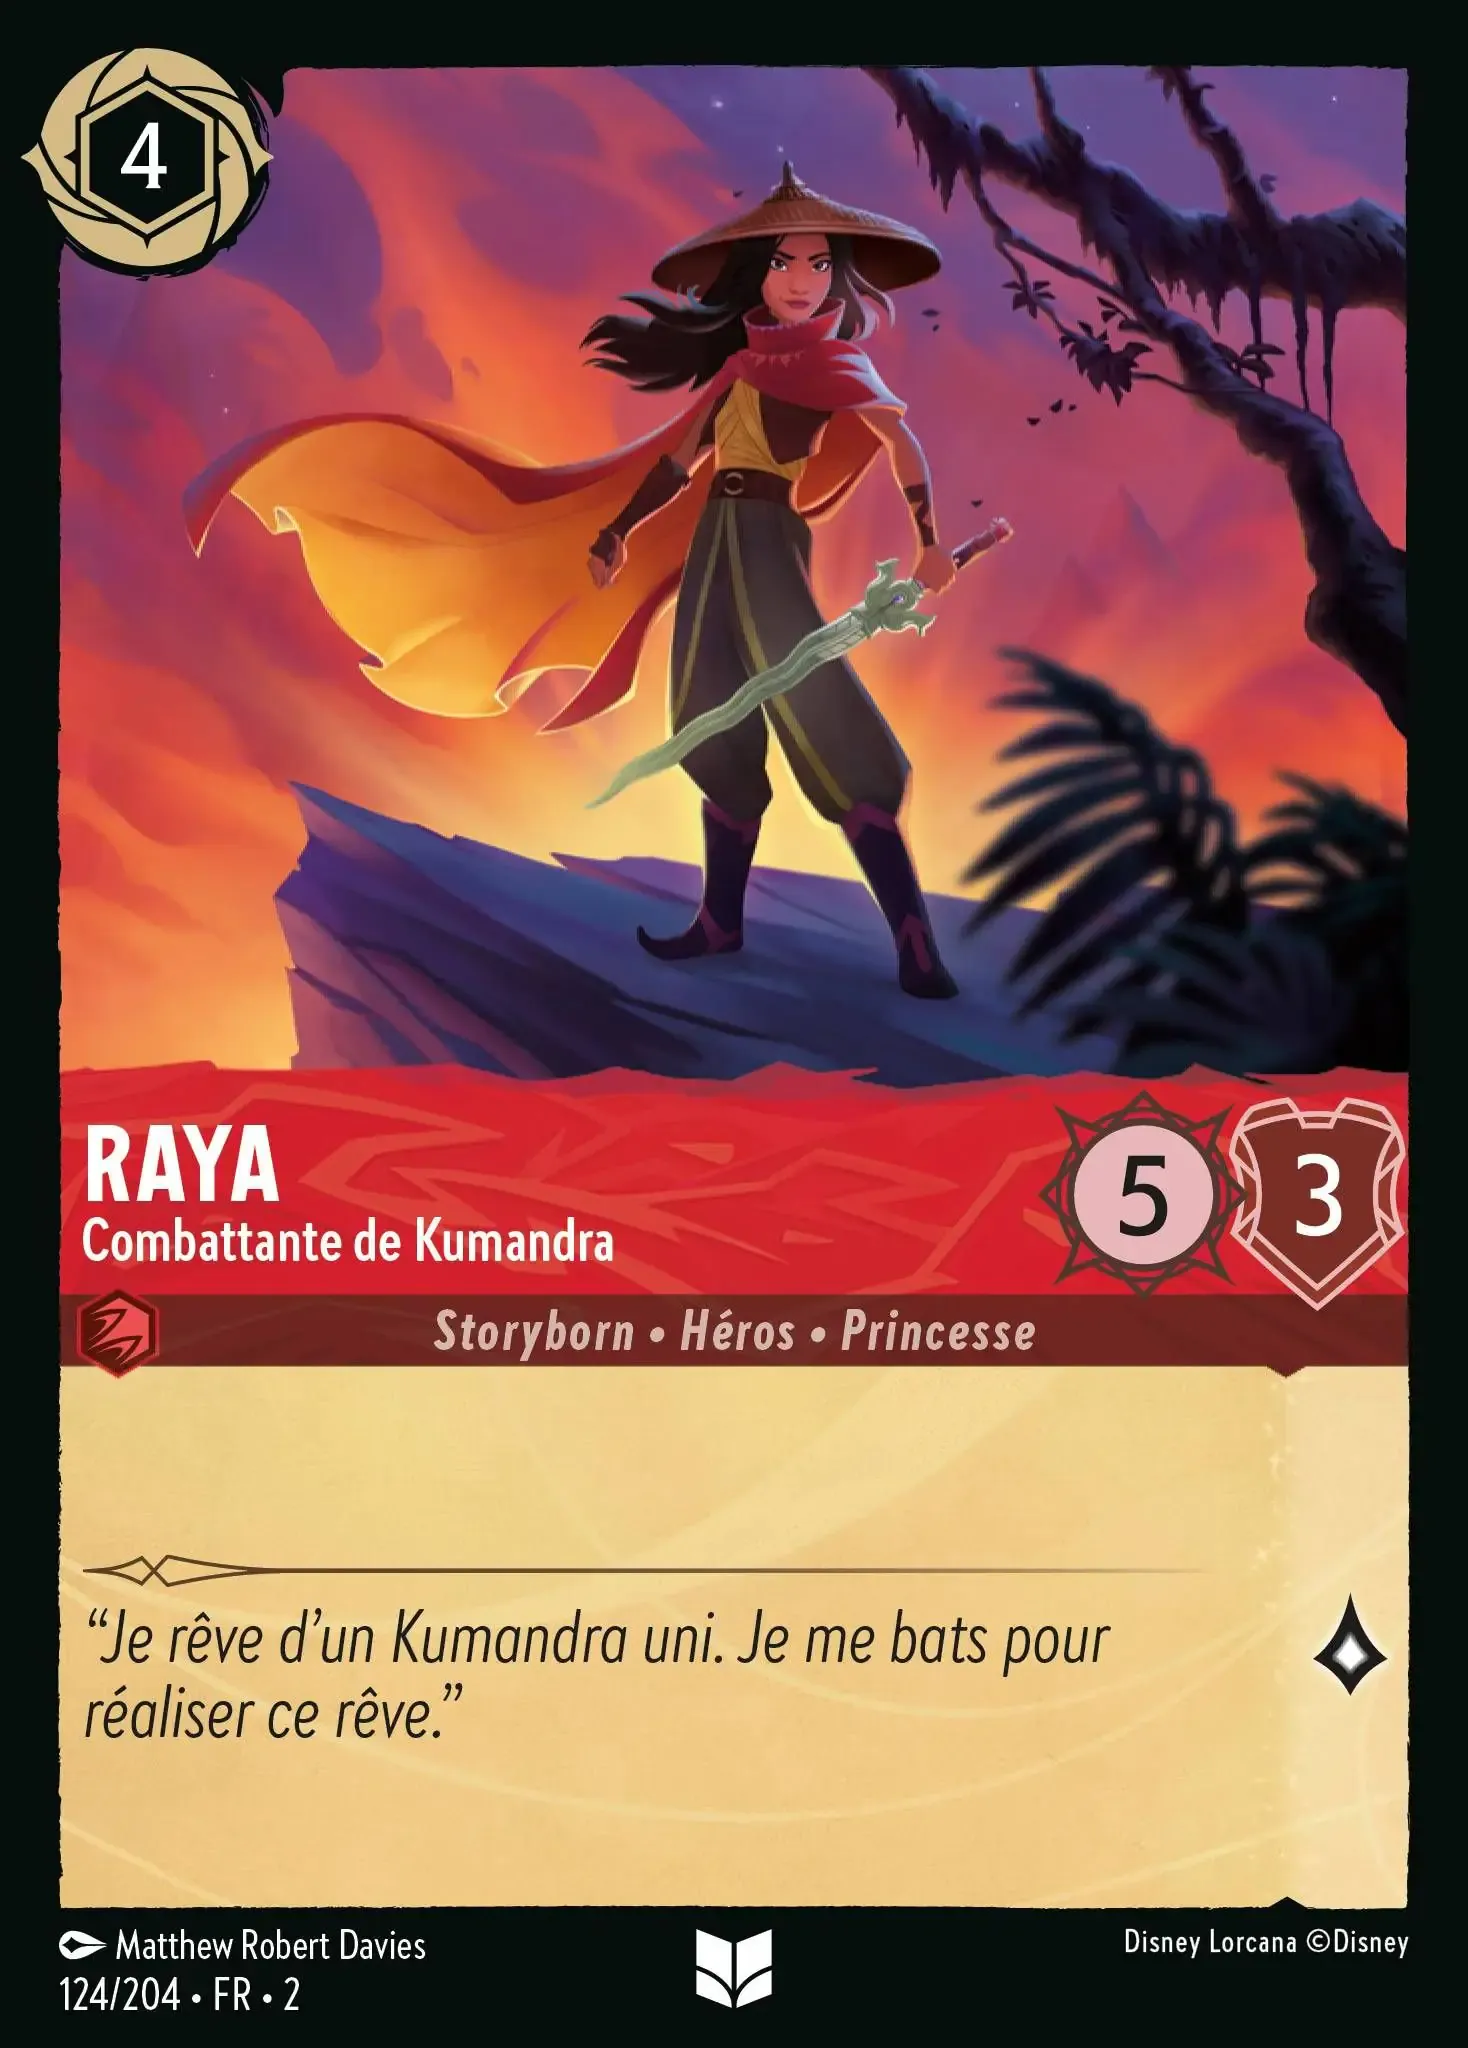 4
RAYA
Combattante de Kumandra
5
3
Storyborn • Héros • Princesse
“Je rêve d’un Kumandra uni. Je me bats pour
réaliser ce rêve.”
Matthew Robert Davies
Disney Lorcana ©Disney
124/204 • FR • 2